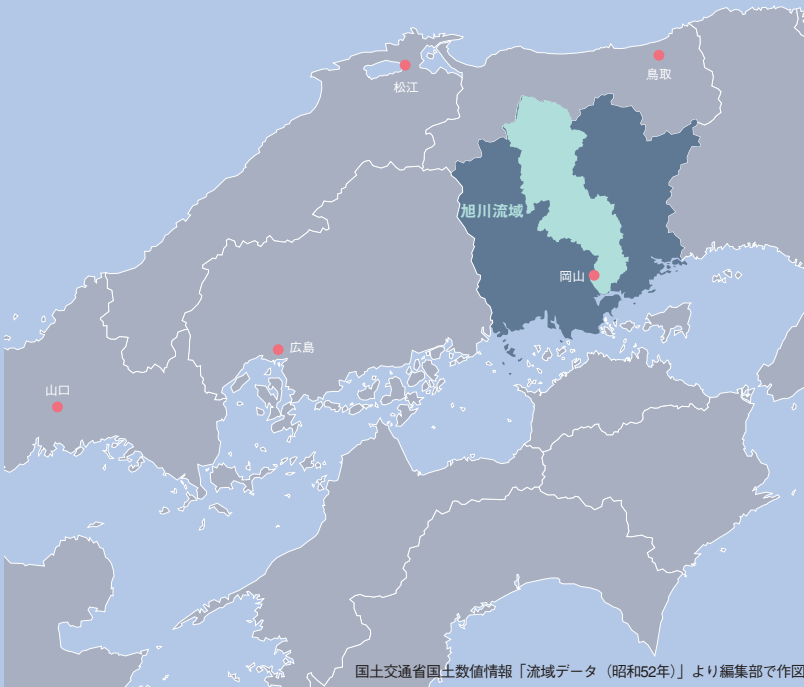 鳥取
松江
旭川流域
岡山
広島
山口
国土交通省国土数値情報「流域データ（昭和52年）」より編集部で作図